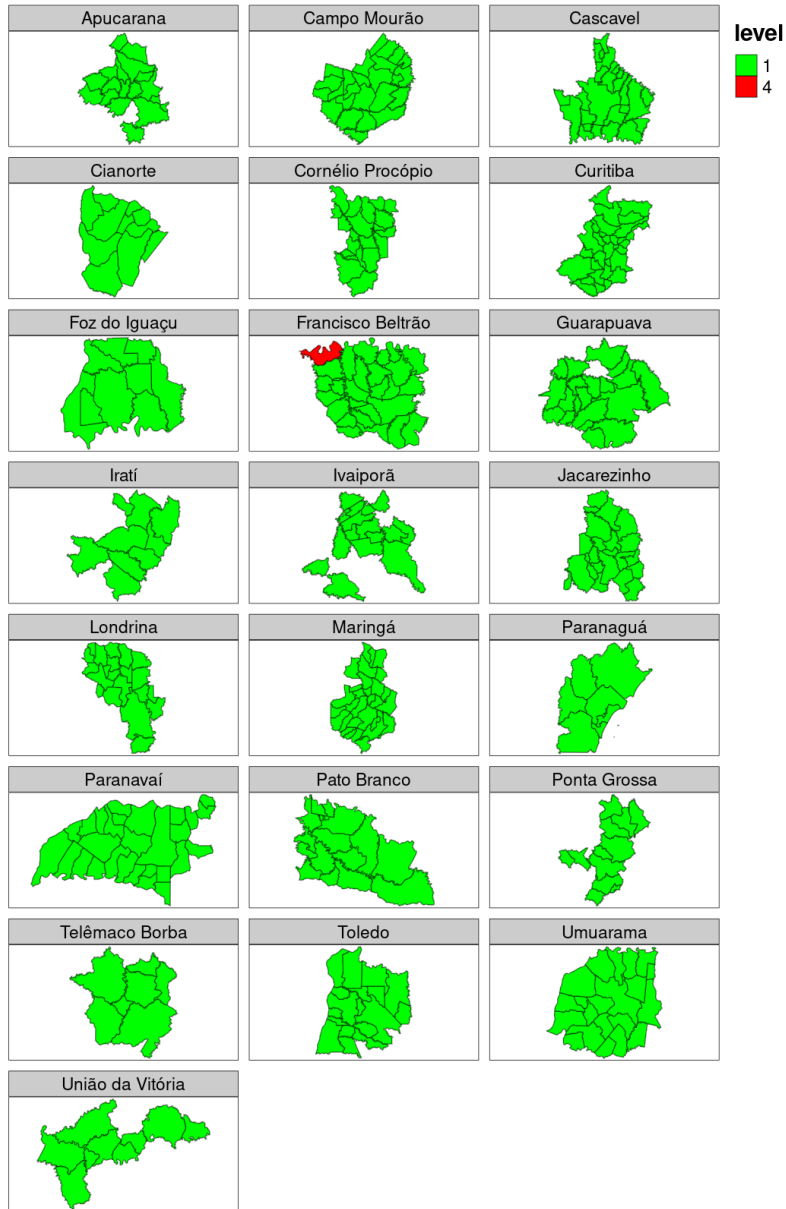 Apucarana
Campo Mourão
Cascavel
level
1
4
Cianorte
Cornélio Procópio
Curitiba
Foz do Iguaçu
Francisco Beltrão
Guarapuava
Iratí
Ivaiporã
Jacarezinho
Londrina
Maringá
Paranaguá
Paranavaí
Pato Branco
Ponta Grossa
Telêmaco Borba
Toledo
Umuarama
União da Vitória